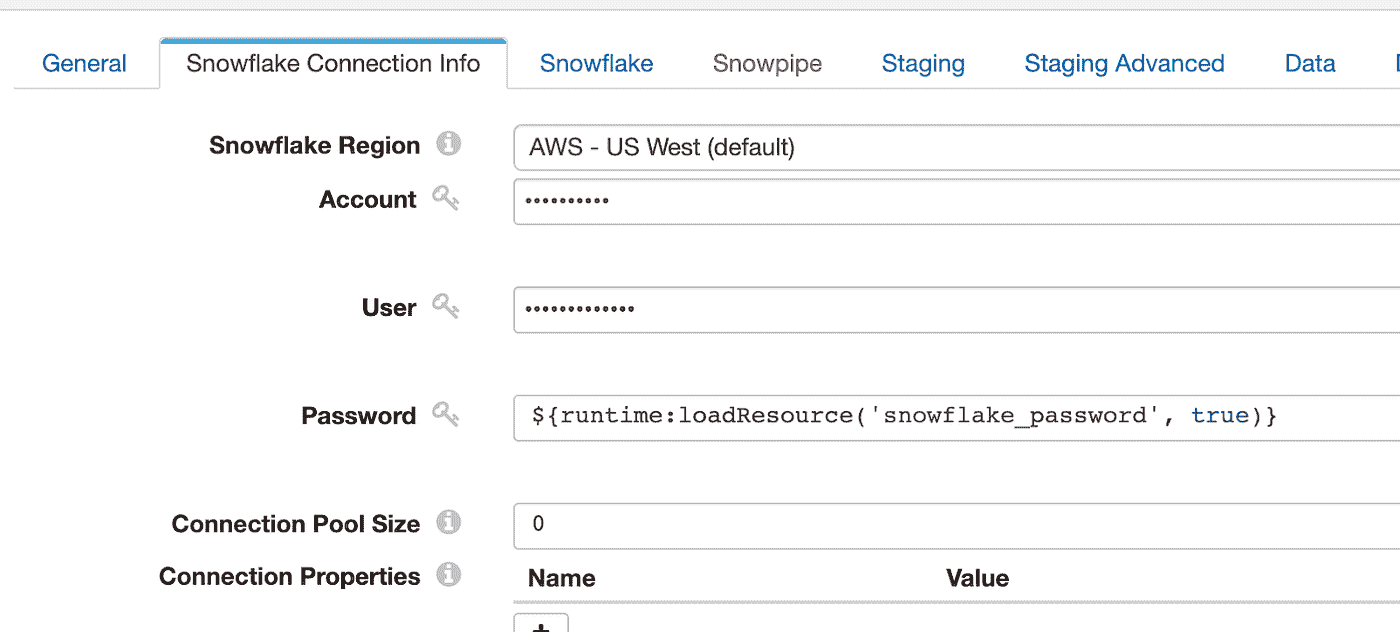 General Snowflake Connection Info Snowflake Snowpipe Staging Staging Advanced Data
Snowflake Region AWS - US West (default)
Account ••••••••••
User •••••••••••••
Password ${runtime:loadResource('snowflake_password', true)}
Connection Pool Size 0
Connection Properties Name Value
+